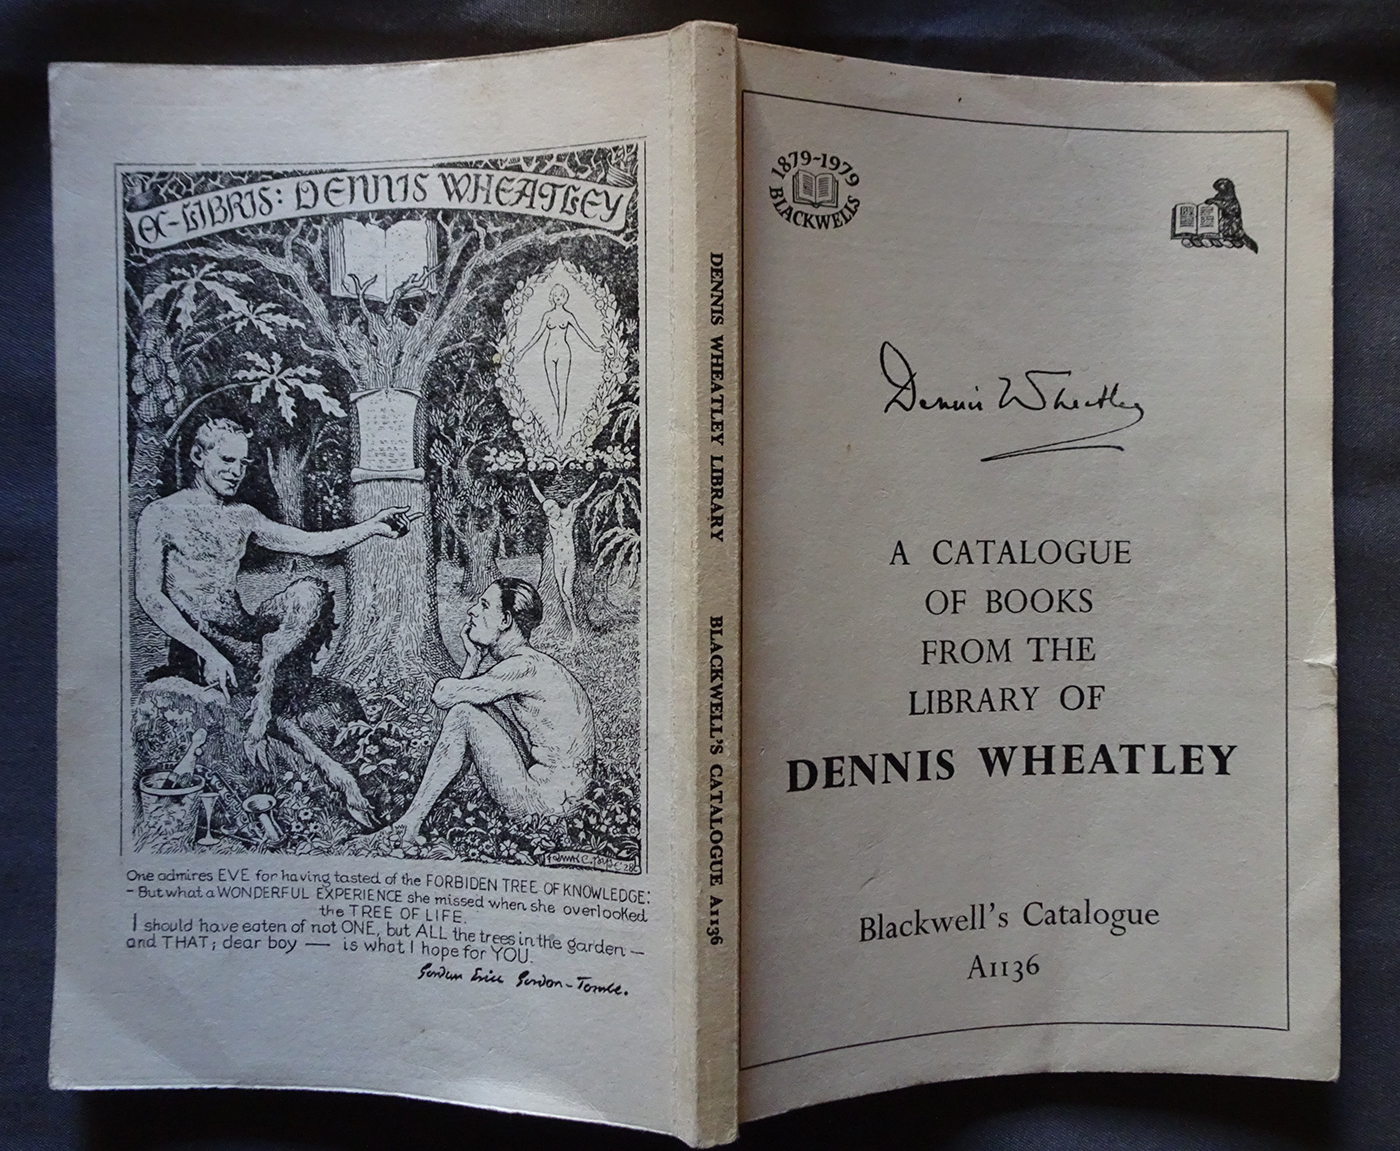 EX-LIBRIS: DENNIS WHEATLEY
One admires EVE for having tasted of the FORBIDEN TREE OF KNOWLEDGE:
- But what a WONDERFUL EXPERIENCE she missed when she overlooked
the TREE OF LIFE.
I should have eaten of not ONE, but ALL the trees in the garden —
and THAT; dear boy — is what I hope for YOU.
Gordon Eric Gordon-Tombe.
DENNIS WHEATLEY LIBRARY BLACKWELL'S CATALOGUE A1136
1879-1979
BLACKWELLS
Dennis Wheatley
A CATALOGUE
OF BOOKS
FROM THE
LIBRARY OF
DENNIS WHEATLEY
Blackwell's Catalogue
A1136